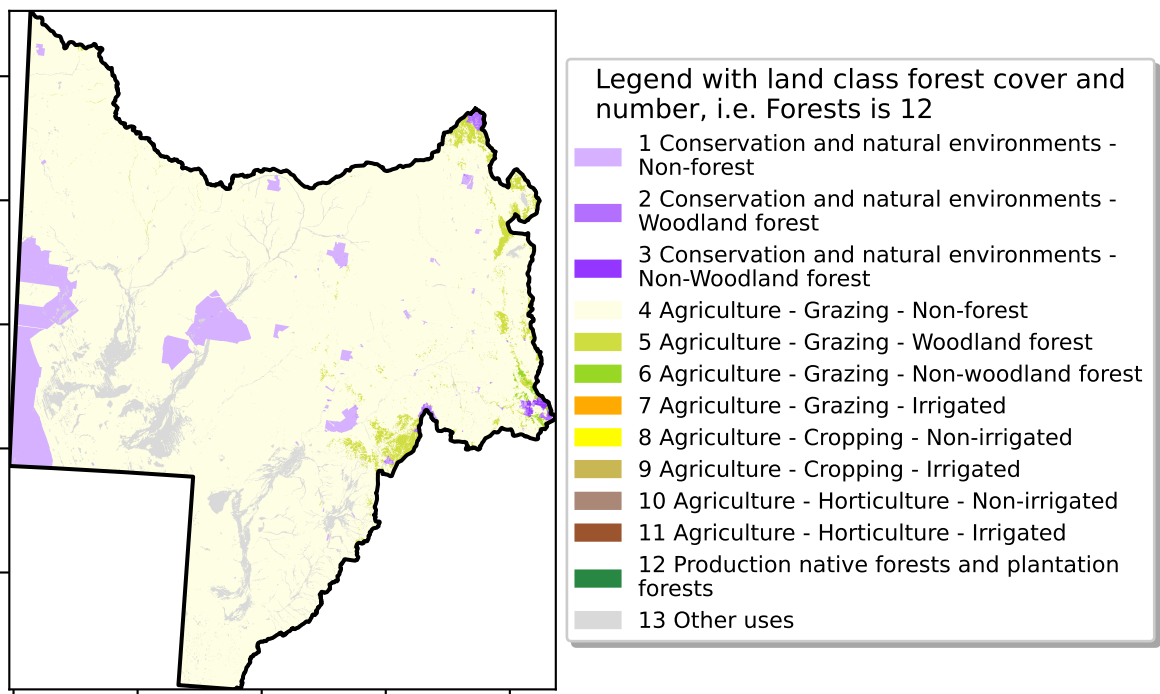 Legend with land class forest cover and
number, i.e. Forests is 12
1 Conservation and natural environments -
Non-forest
2 Conservation and natural environments -
Woodland forest
3 Conservation and natural environments -
Non-Woodland forest
4 Agriculture - Grazing - Non-forest
5 Agriculture - Grazing - Woodland forest
6 Agriculture - Grazing - Non-woodland forest
7 Agriculture - Grazing - Irrigated
8 Agriculture - Cropping - Non-irrigated
9 Agriculture - Cropping - Irrigated
10 Agriculture - Horticulture - Non-irrigated
11 Agriculture - Horticulture - Irrigated
12 Production native forests and plantation
forests
13 Other uses